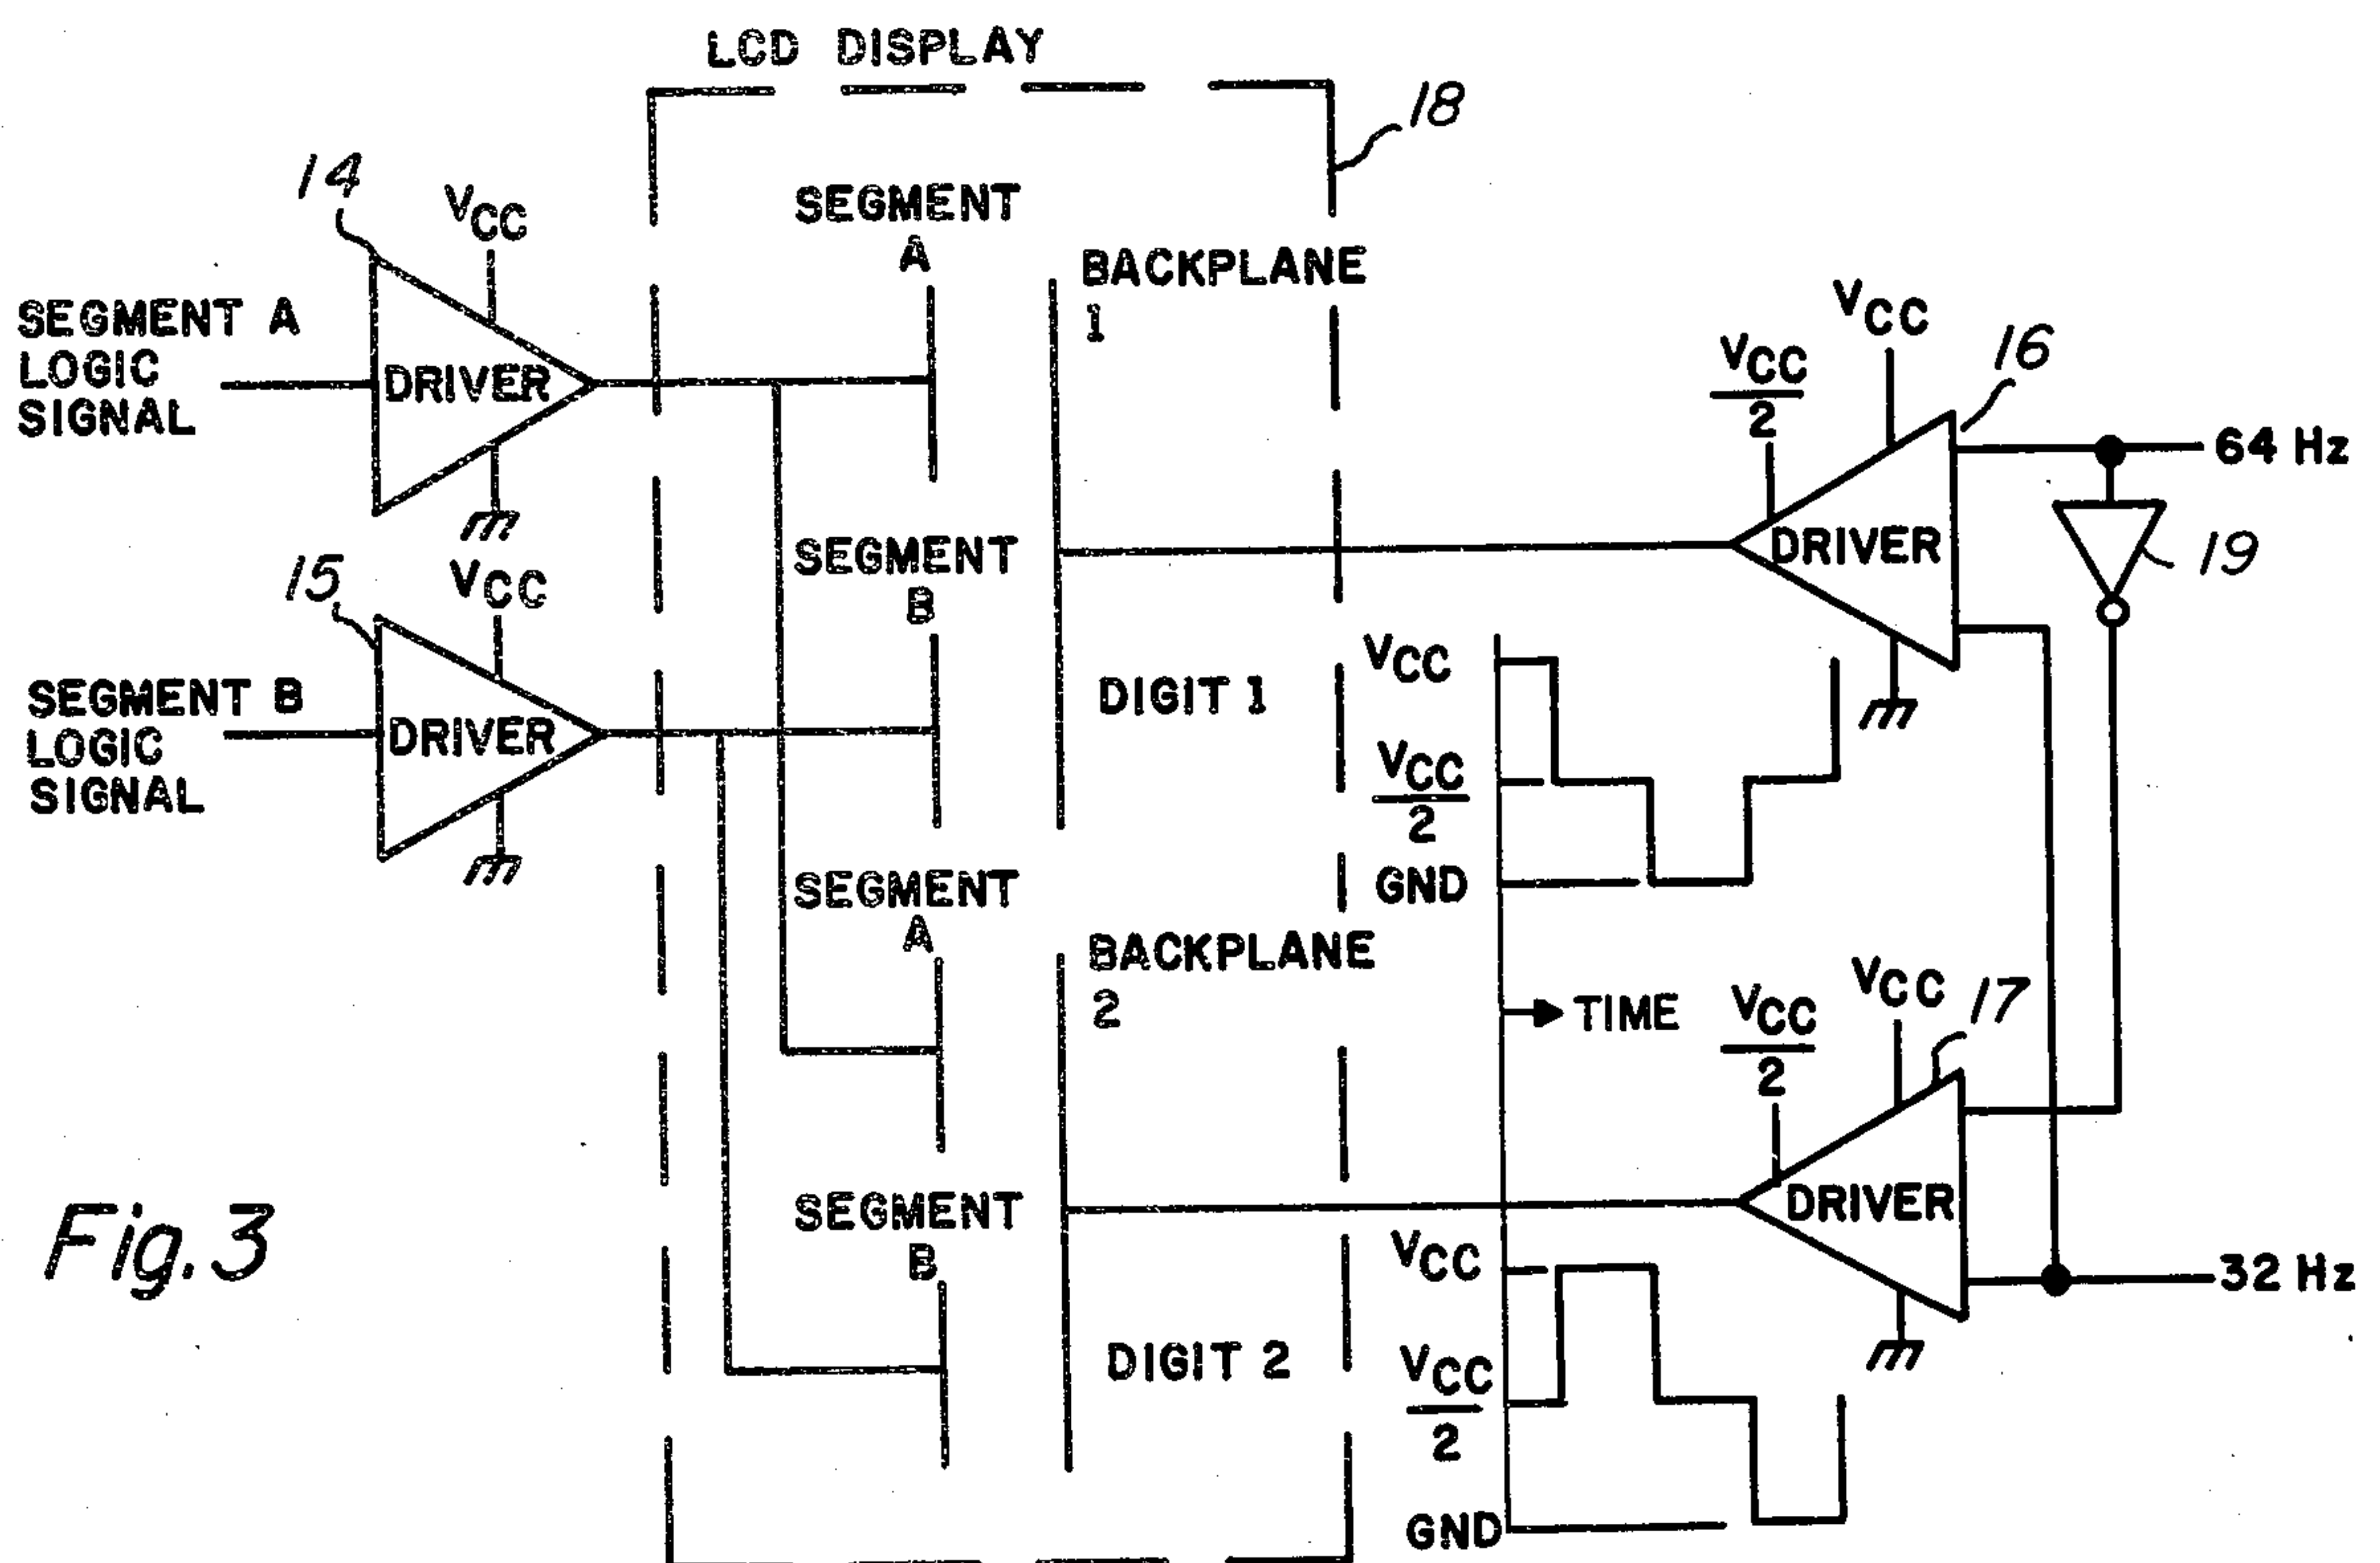 LCD DISPLAY
18
14
VCC
SEGMENT A
LOGIC
SIGNAL
DRIVER
SEGMENT
A
BACKPLANE
1
VCC
VCC
2
16
64 Hz
DRIVER
19
15
VCC
SEGMENT
B
SEGMENT B
LOGIC
SIGNAL
DRIVER
DIGIT 1
VCC
VCC
2
GND
SEGMENT
A
BACKPLANE
2
TIME
VCC
VCC
2
17
DRIVER
SEGMENT
B
32 Hz
DIGIT 2
VCC
VCC
2
GND
Fig.3